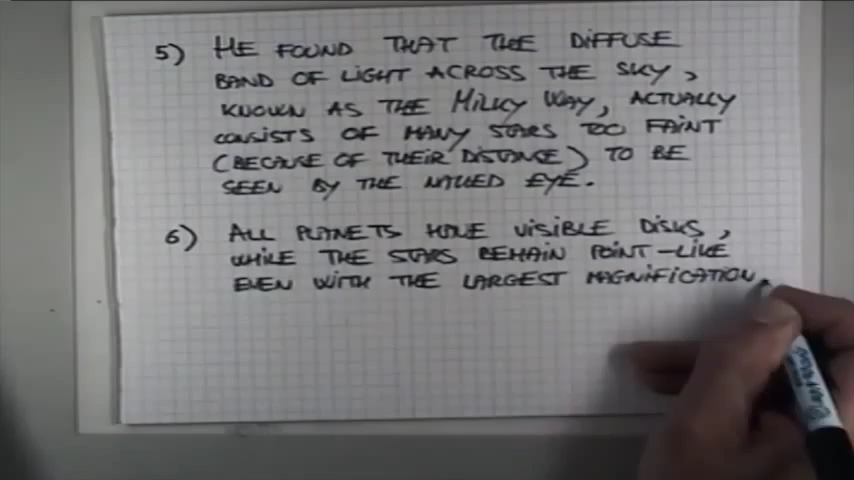 5) HE FOUND THAT THE DIFFUSE
BAND OF LIGHT ACROSS THE SKY,
KNOWN AS THE MILKY WAY, ACTUALLY
CONSISTS OF MANY STARS TOO FAINT
(BECAUSE OF THEIR DISTANCE) TO BE
SEEN BY THE NAKED EYE.
6) ALL PLANETS HAVE VISIBLE DISKS,
WHILE THE STARS REMAIN POINT-LIKE
EVEN WITH THE LARGEST MAGNIFICATION.